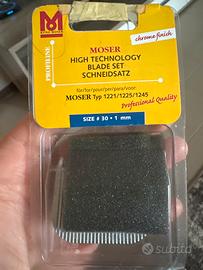 M
MOSER
PROFILINE
chrome finish
MOSER
HIGH TECHNOLOGY
BLADE SET
SCHNEIDSATZ
für/for/pour/per/para/voor:
MOSER Typ 1221/1225/1245
Professional Quality
SIZE # 30 • 1 mm
subito